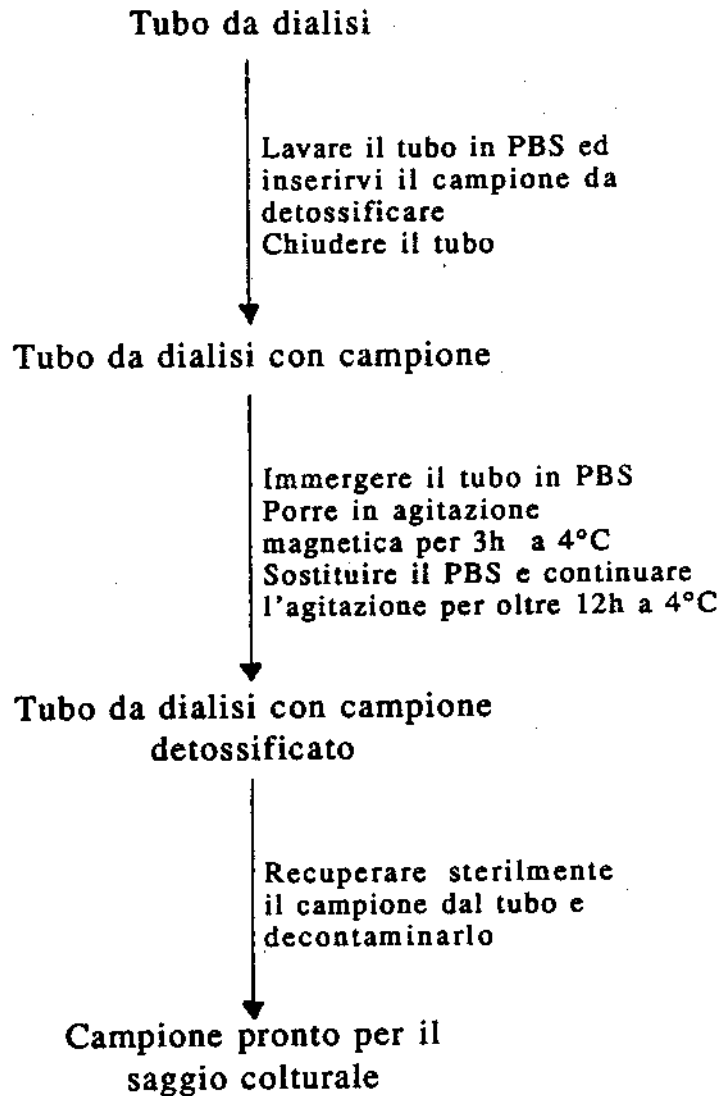 Tubo da dialisi
Lavare il tubo in PBS ed
inserirvi il campione da
detossificare
Chiudere il tubo
Tubo da dialisi con campione
Immergere il tubo in PBS
Porre in agitazione
magnetica per 3h a 4°C
Sostituire il PBS e continuare
l'agitazione per oltre 12h a 4°C
Tubo da dialisi con campione
detossificato
Recuperare sterilmente
il campione dal tubo e
decontaminarlo
Campione pronto per il
saggio colturale